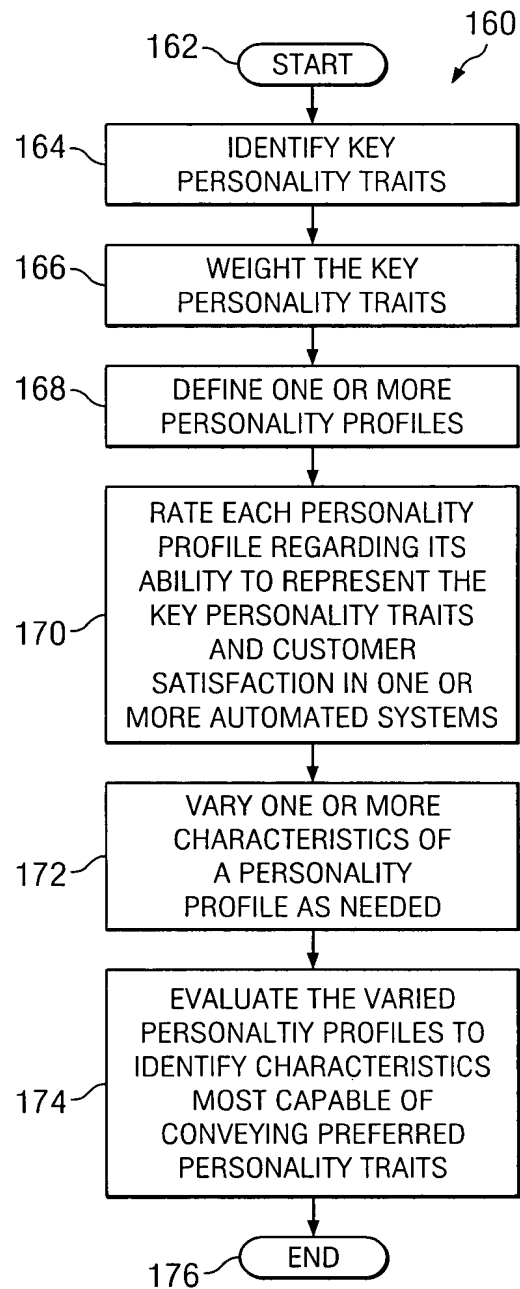 160
162
START
164
IDENTIFY KEY
PERSONALITY TRAITS
166
WEIGHT THE KEY
PERSONALITY TRAITS
168
DEFINE ONE OR MORE
PERSONALITY PROFILES
170
RATE EACH PERSONALITY
PROFILE REGARDING ITS
ABILITY TO REPRESENT THE
KEY PERSONALITY TRAITS
AND CUSTOMER
SATISFACTION IN ONE OR
MORE AUTOMATED SYSTEMS
172
VARY ONE OR MORE
CHARACTERISTICS OF
A PERSONALITY
PROFILE AS NEEDED
174
EVALUATE THE VARIED
PERSONALTIY PROFILES TO
IDENTIFY CHARACTERISTICS
MOST CAPABLE OF
CONVEYING PREFERRED
PERSONALITY TRAITS
176
END